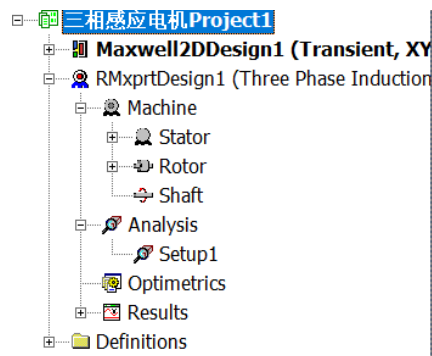 三相感应电机Project1
Maxwell2DDesign1 (Transient, XY
RMxprtDesign1 (Three Phase Induction
Machine
Stator
Rotor
Shaft
Analysis
Setup1
Optimetrics
Results
Definitions